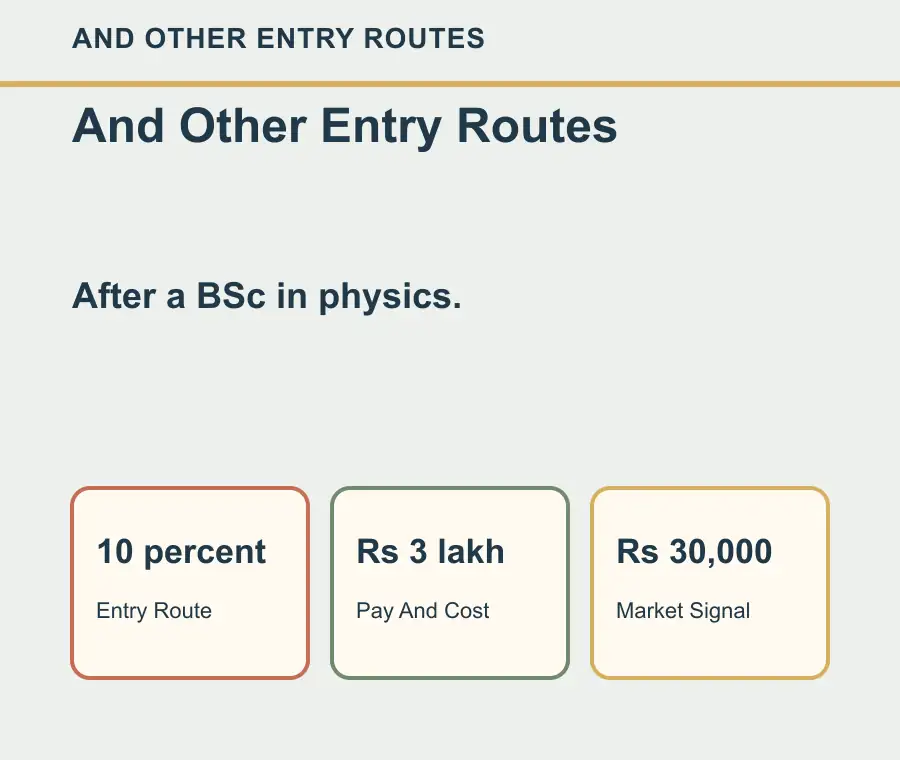 AND OTHER ENTRY ROUTES
And Other Entry Routes
After a BSc in physics.
10 percent
Entry Route
Rs 3 lakh
Pay And Cost
Rs 30,000
Market Signal